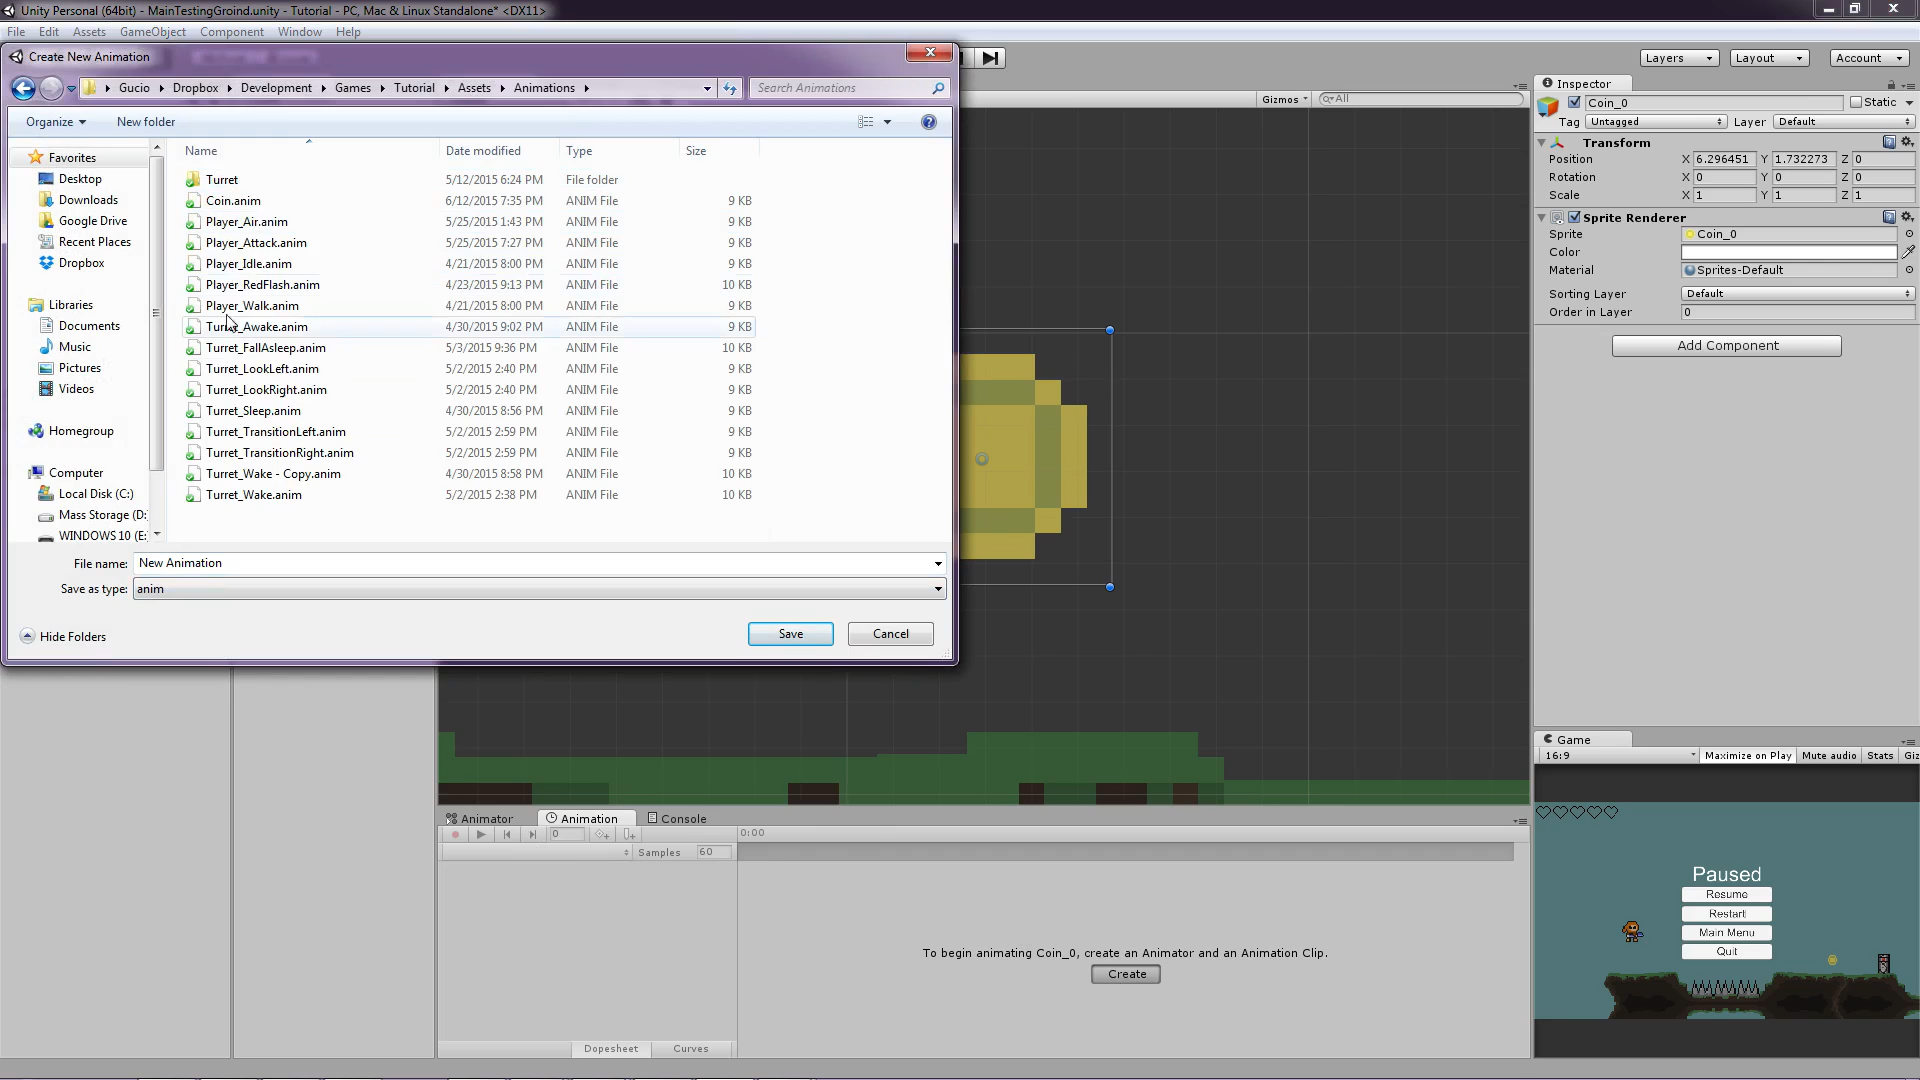 Unity Personal (64bit) - MainTestingGroind.unity - Tutorial - PC, Mac & Linux Standalone* <DX11>
File Edit Assets GameObject Component Window Help
Create New Animation
Gucio Dropbox Development Games Tutorial Assets Animations Search Animations
Layers Layout Account
Organize New folder
Gizmos All
Inspector
Coin_0 Static
Tag Untagged Layer Default
Name Date modified Type Size
Favorites
Desktop
Downloads
Google Drive
Recent Places
Dropbox
Libraries
Documents
Music
Pictures
Videos
Homegroup
Computer
Local Disk (C:)
Mass Storage (D:
WINDOWS 10 (E:
Turret 5/12/2015 6:24 PM File folder
Coin.anim 6/12/2015 7:35 PM ANIM File 9 KB
Player_Air.anim 5/25/2015 1:43 PM ANIM File 9 KB
Player_Attack.anim 5/25/2015 7:27 PM ANIM File 9 KB
Player_Idle.anim 4/21/2015 8:00 PM ANIM File 9 KB
Player_RedFlash.anim 4/23/2015 9:13 PM ANIM File 10 KB
Player_Walk.anim 4/21/2015 8:00 PM ANIM File 9 KB
Turret_Awake.anim 4/30/2015 9:02 PM ANIM File 9 KB
Turret_FallAsleep.anim 5/3/2015 9:36 PM ANIM File 10 KB
Turret_LookLeft.anim 5/2/2015 2:40 PM ANIM File 9 KB
Turret_LookRight.anim 5/2/2015 2:40 PM ANIM File 9 KB
Turret_Sleep.anim 4/30/2015 8:56 PM ANIM File 9 KB
Turret_TransitionLeft.anim 5/2/2015 2:59 PM ANIM File 9 KB
Turret_TransitionRight.anim 5/2/2015 2:59 PM ANIM File 9 KB
Turret_Wake - Copy.anim 4/30/2015 8:58 PM ANIM File 10 KB
Turret_Wake.anim 5/2/2015 2:38 PM ANIM File 10 KB
File name: New Animation
Save as type: anim
Hide Folders Save Cancel
Transform
Position X 6.296451 Y 1.732273 Z 0
Rotation X 0 Y 0 Z 0
Scale X 1 Y 1 Z 1
Sprite Renderer
Sprite Coin_0
Color
Material Sprites-Default
Sorting Layer Default
Order in Layer 0
Add Component
Game
16:9 Maximize on Play Mute audio Stats Giz
Paused
Resume
Restart
Main Menu
Quit
Animator Animation Console
0 0:00
Samples 60
To begin animating Coin_0, create an Animator and an Animation Clip.
Create
Dopesheet Curves